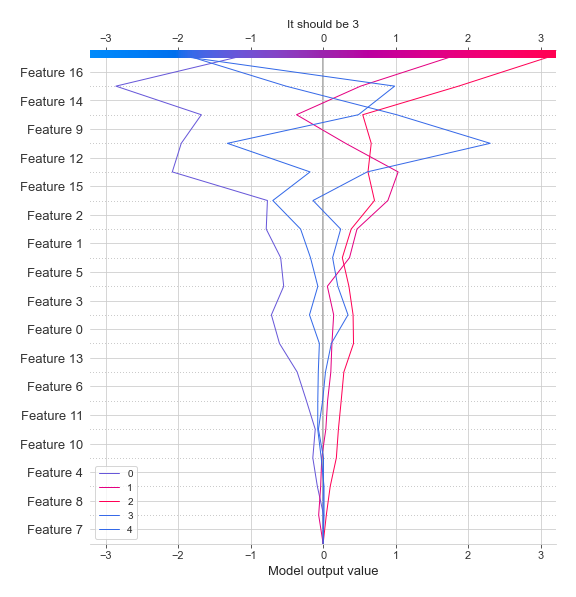 It should be 3
−3 −2 −1 0 1 2 3
Feature 16
Feature 14
Feature 9
Feature 12
Feature 15
Feature 2
Feature 1
Feature 5
Feature 3
Feature 0
Feature 13
Feature 6
Feature 11
Feature 10
Feature 4
Feature 8
Feature 7
0
1
2
3
4
−3 −2 −1 0 1 2 3
Model output value